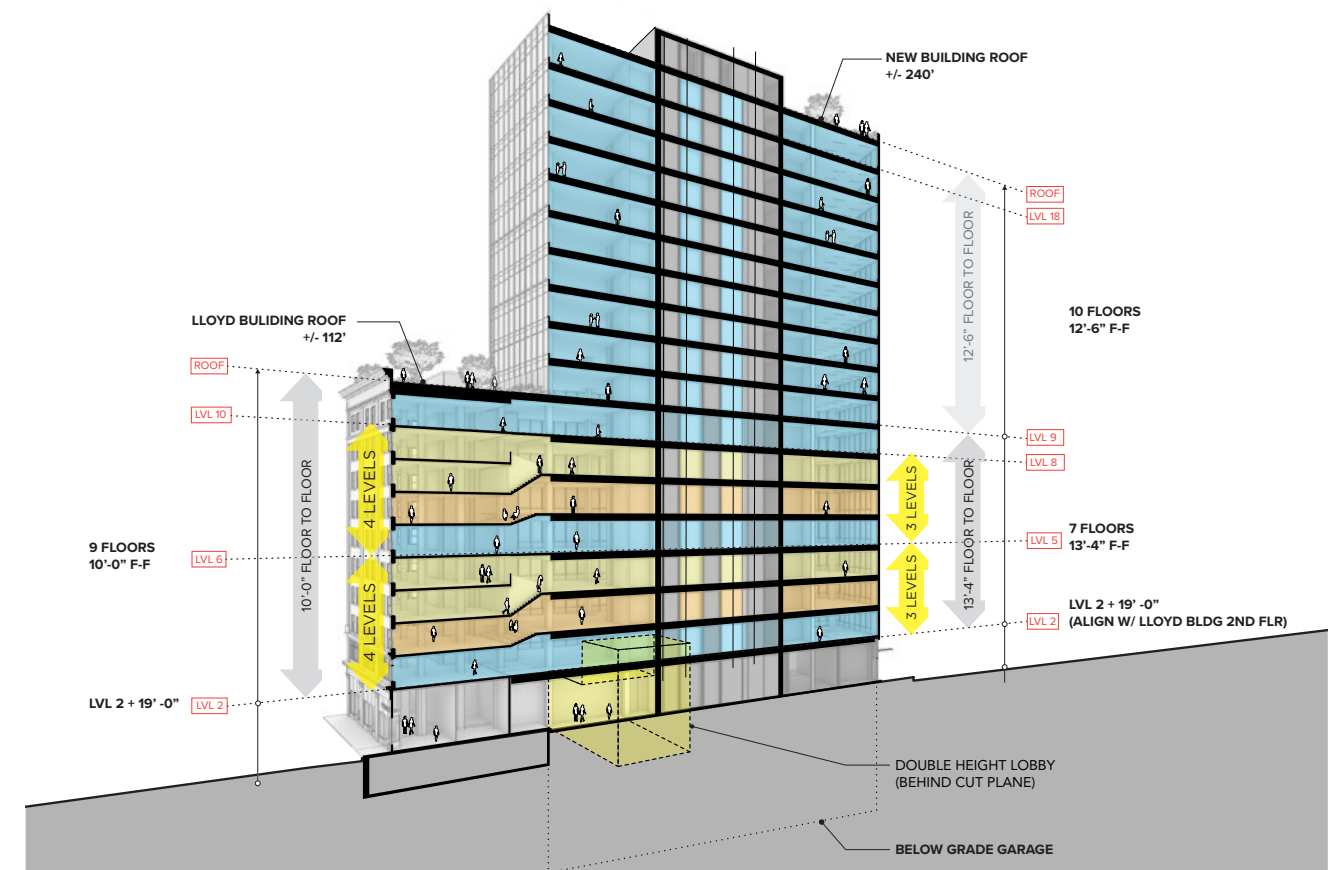 NEW BUILDING ROOF
+/- 240'
LLOYD BULIDING ROOF
+/- 112'
ROOF
LVL 10
LVL 6
LVL 2
9 FLOORS
10'-0" F-F
LVL 2 + 19' -0"
10'-0" FLOOR TO FLOOR
4 LEVELS
4 LEVELS
3 LEVELS
3 LEVELS
12'-6" FLOOR TO FLOOR
13'-4" FLOOR TO FLOOR
ROOF
LVL 18
LVL 9
LVL 8
LVL 5
LVL 2
10 FLOORS
12'-6" F-F
7 FLOORS
13'-4" F-F
LVL 2 + 19' -0"
(ALIGN W/ LLOYD BLDG 2ND FLR)
DOUBLE HEIGHT LOBBY
(BEHIND CUT PLANE)
BELOW GRADE GARAGE